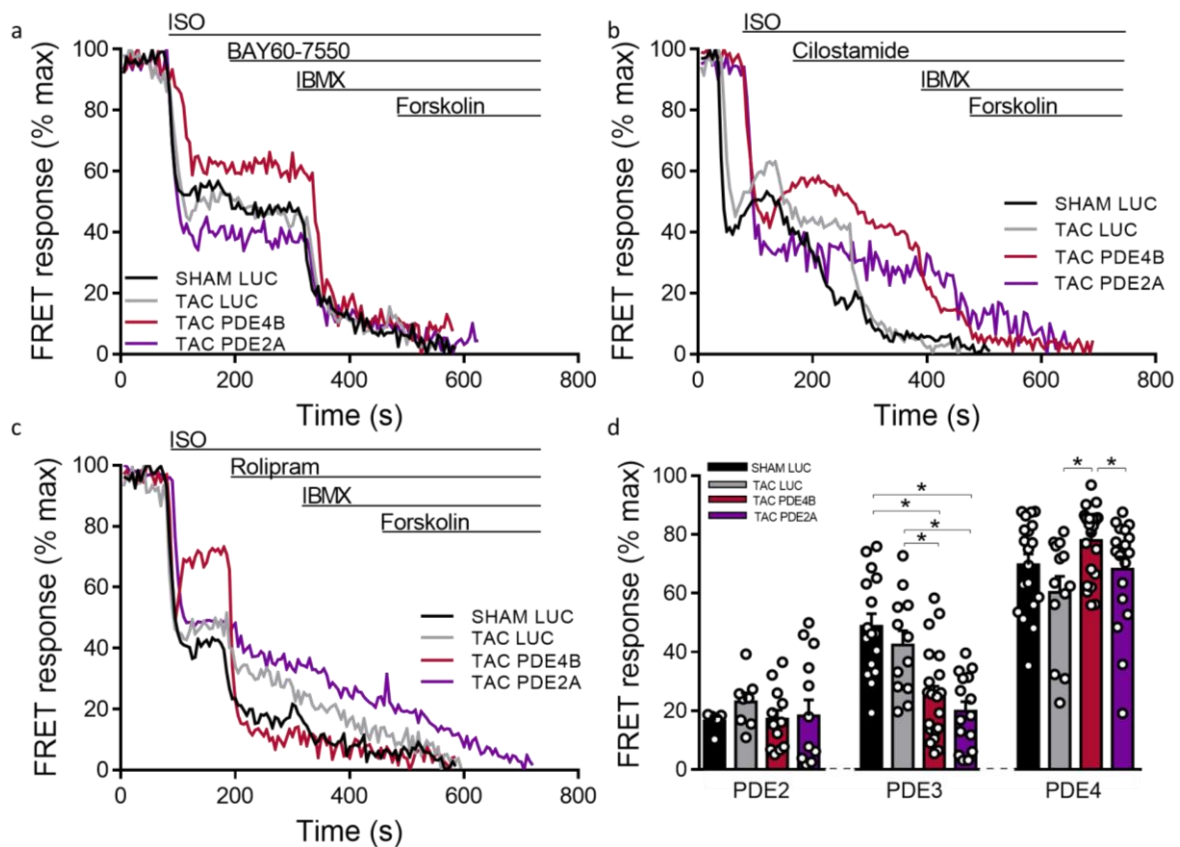 a
ISO
BAY60-7550
IBMX
Forskolin
FRET response (% max)
100
80
60
40
20
0
SHAM LUC
TAC LUC
TAC PDE4B
TAC PDE2A
0 200 400 600 800
Time (s)
b
ISO
Cilostamide
IBMX
Forskolin
FRET response (% max)
100
80
60
40
20
0
SHAM LUC
TAC LUC
TAC PDE4B
TAC PDE2A
0 200 400 600 800
Time (s)
c
ISO
Rolipram
IBMX
Forskolin
FRET response (% max)
100
80
60
40
20
0
SHAM LUC
TAC LUC
TAC PDE4B
TAC PDE2A
0 200 400 600 800
Time (s)
d
SHAM LUC
TAC LUC
TAC PDE4B
TAC PDE2A
* *
*
*
*
*
FRET response (% max)
100
80
60
40
20
0
PDE2 PDE3 PDE4